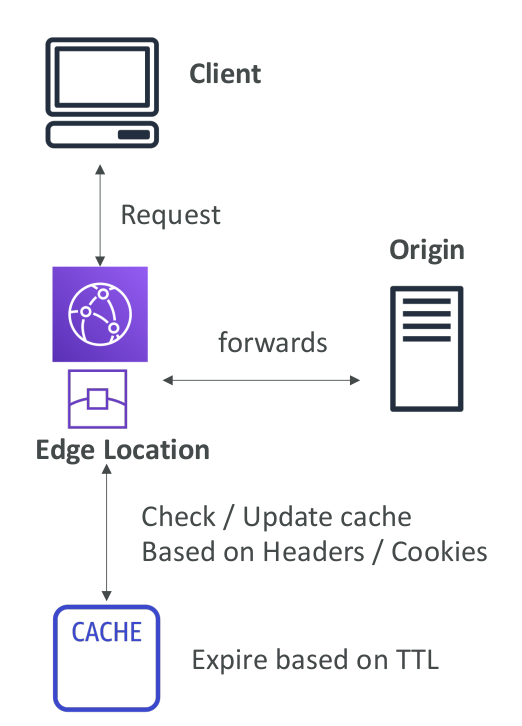 Client
Request
Origin
forwards
Edge Location
Check / Update cache
Based on Headers / Cookies
CACHE
Expire based on TTL